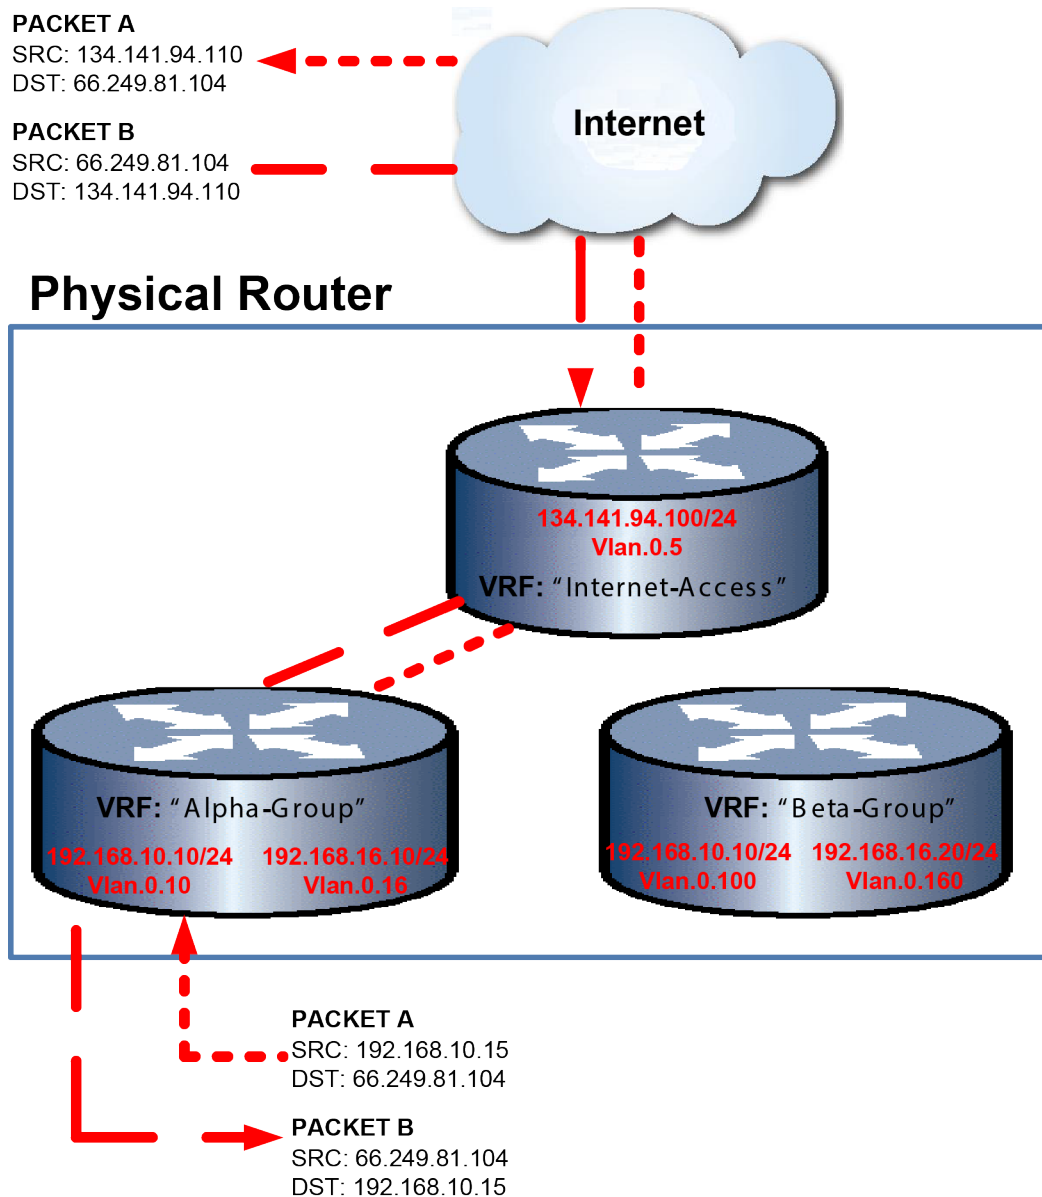 PACKET A
SRC: 134.141.94.110
DST: 66.249.81.104
PACKET B
SRC: 66.249.81.104
DST: 134.141.94.110
Internet
Physical Router
134.141.94.100/24
Vlan.0.5
VRF: “Internet-Access”
VRF: “Alpha-Group”
192.168.10.10/24
Vlan.0.10
192.168.16.10/24
Vlan.0.16
VRF: “Beta-Group”
192.168.10.10/24
Vlan.0.100
192.168.16.20/24
Vlan.0.160
PACKET A
SRC: 192.168.10.15
DST: 66.249.81.104
PACKET B
SRC: 66.249.81.104
DST: 192.168.10.15